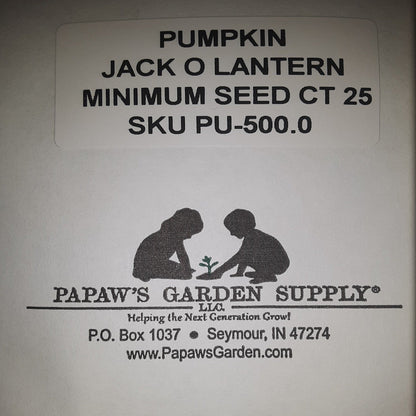 PUMPKIN
JACK O LANTERN
MINIMUM SEED CT 25
SKU PU-500.0
PAPAW'S GARDEN SUPPLY®
LLC.
Helping the Next Generation Grow!
P.O. Box 1037 • Seymour, IN 47274
www.PapawsGarden.com